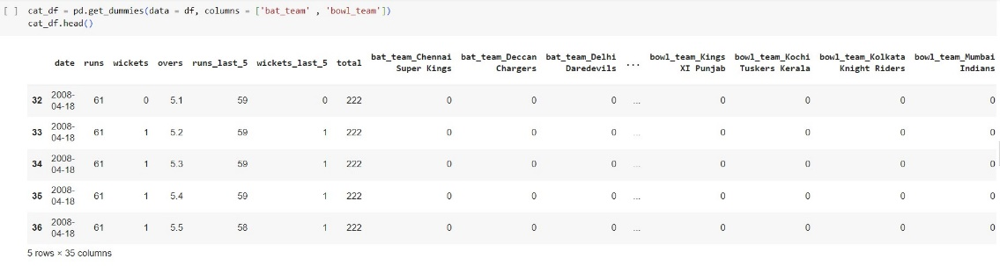 [ ] cat_df = pd.get_dummies(data = df, columns = ['bat_team' , 'bowl_team'])
cat_df.head()
date runs wickets overs runs_last_5 wickets_last_5 total bat_team_Chennai Super Kings bat_team_Deccan Chargers bat_team_Delhi Daredevils ... bowl_team_Kings XI Punjab bowl_team_Kochi Tuskers Kerala bowl_team_Kolkata Knight Riders bowl_team_Mumbai Indians
32 2008-04-18 61 0 5.1 59 0 222 0 0 0 ... 0 0 0 0
33 2008-04-18 61 1 5.2 59 1 222 0 0 0 ... 0 0 0 0
34 2008-04-18 61 1 5.3 59 1 222 0 0 0 ... 0 0 0 0
35 2008-04-18 61 1 5.4 59 1 222 0 0 0 ... 0 0 0 0
36 2008-04-18 61 1 5.5 58 1 222 0 0 0 ... 0 0 0 0
5 rows × 35 columns